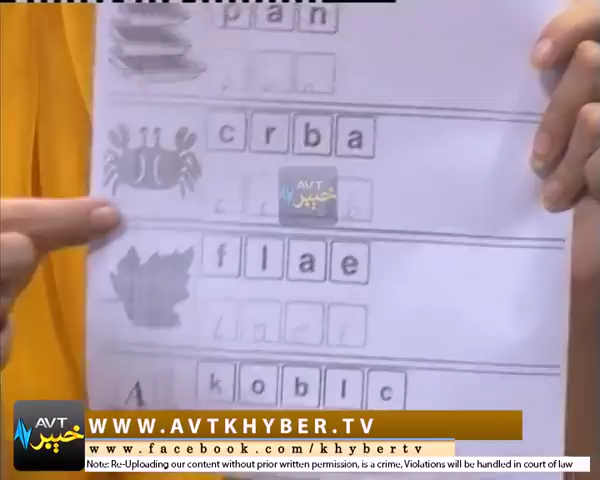 pan
crba
AVT
خیبر
flae
leaf
koblc
AVT
خیبر
WWW.AVTKHYBER.TV
www.facebook.com/khybertv
Note: Re-Uploading our content without prior written permission, is a crime, Violations will be handled in court of law